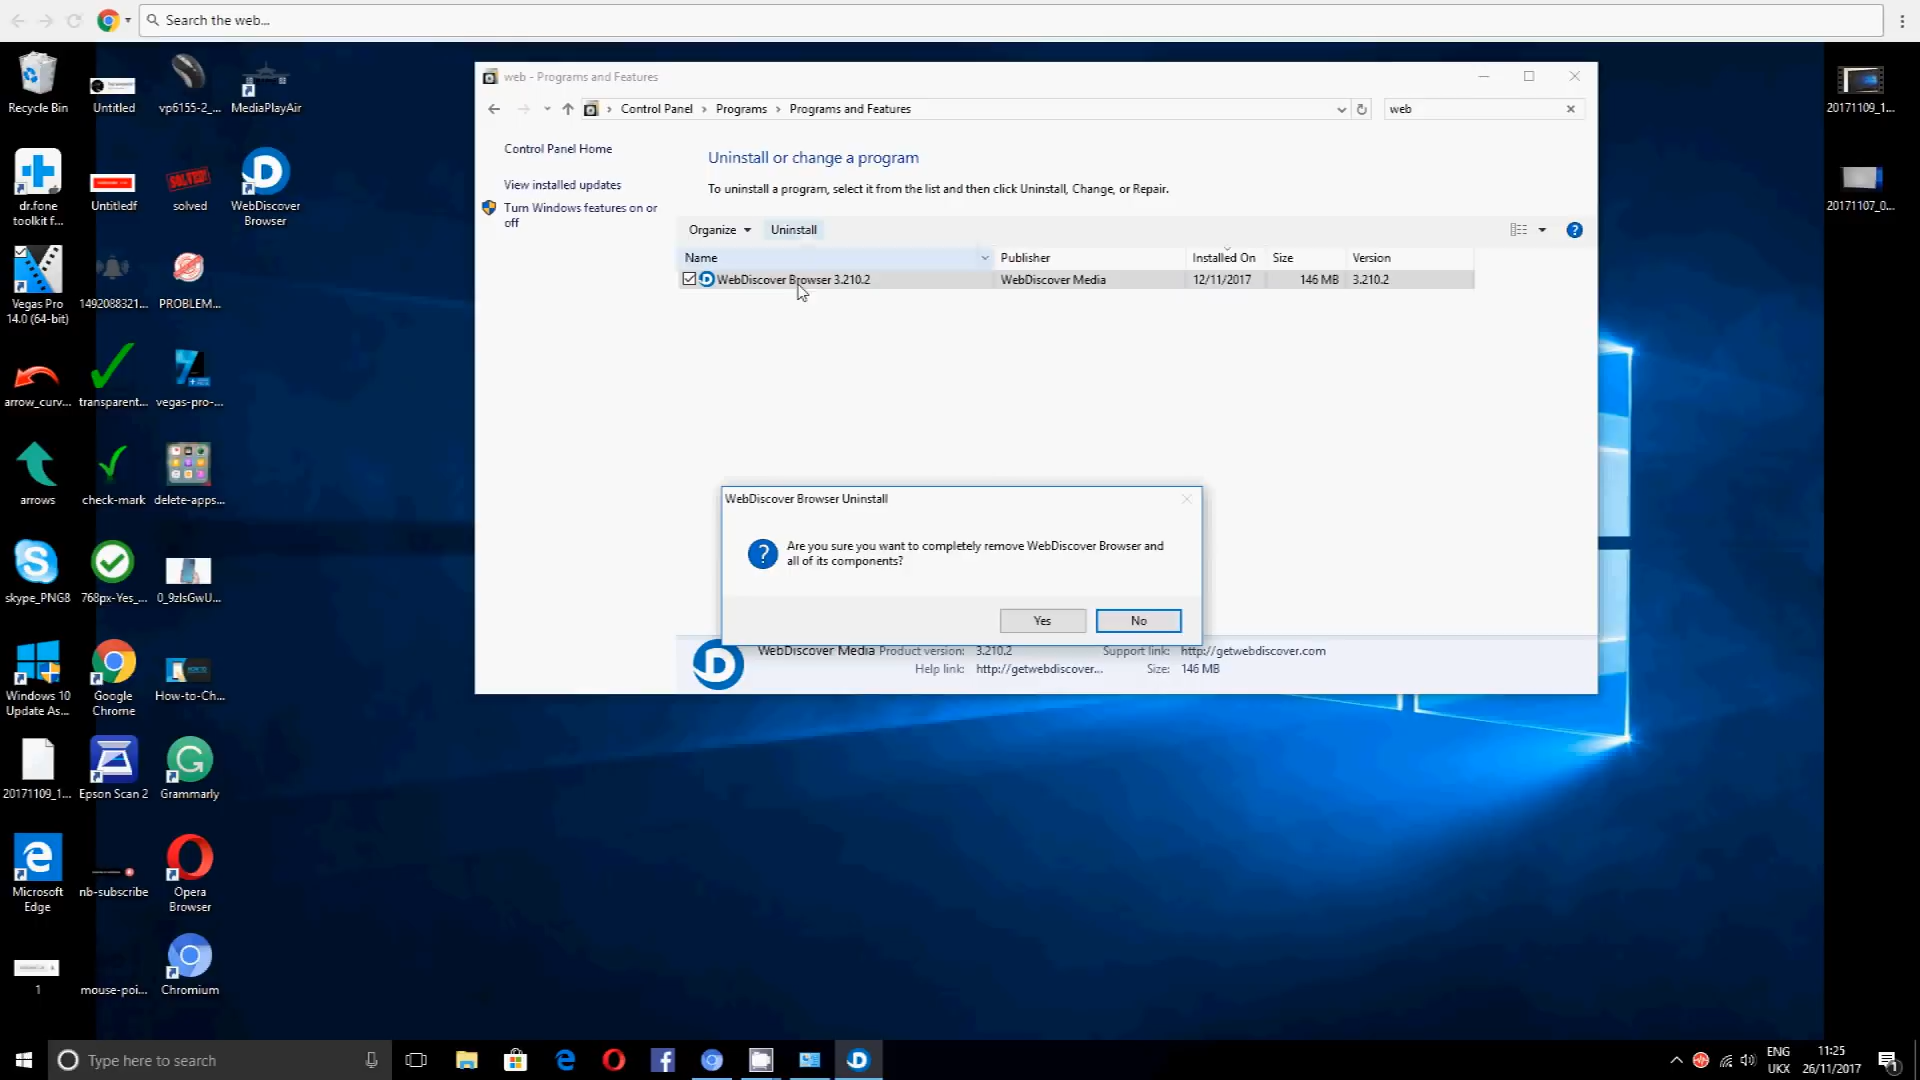 Search the web...
Recycle Bin
Untitled
vp6155-2_...
MediaPlayAir
dr.fone
toolkit f...
Untitledf
SOLVED!
solved
WebDiscover
Browser
Vegas Pro
14.0 (64-bit)
1492088321...
PROBLEM...
arrow_curv...
transparent...
vegas-pro-...
arrows
check-mark
delete-apps...
skype_PNG8
768px-Yes_...
0_9zlsGwU...
Windows 10
Update As...
Google
Chrome
How-to-Ch...
20171109_1...
Epson Scan 2
Grammarly
Microsoft
Edge
nb-subscribe
Opera
Browser
1
mouse-poi...
Chromium
web - Programs and Features
Control Panel > Programs > Programs and Features
web
Control Panel Home
View installed updates
Turn Windows features on or
off
Uninstall or change a program
To uninstall a program, select it from the list and then click Uninstall, Change, or Repair.
Organize
Uninstall
Name Publisher Installed On Size Version
WebDiscover Browser 3.210.2 WebDiscover Media 12/11/2017 146 MB 3.210.2
WebDiscover Browser Uninstall
Are you sure you want to completely remove WebDiscover Browser and
all of its components?
Yes
No
WebDiscover Media Product version: 3.210.2 Support link: http://getwebdiscover.com
Help link: http://getwebdiscover... Size: 146 MB
20171109_1...
20171107_0...
Type here to search
ENG
UKX
11:25
26/11/2017
1